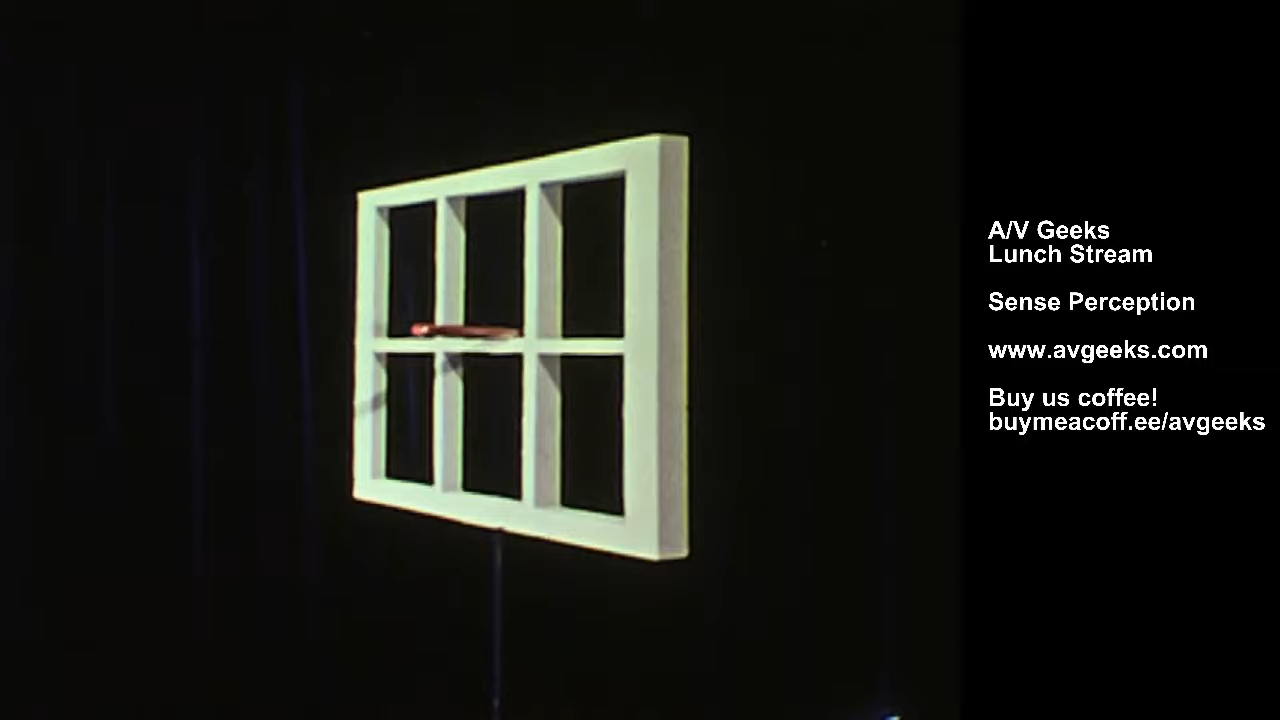 A/V Geeks
Lunch Stream
Sense Perception
www.avgeeks.com
Buy us coffee!
buymeacoff.ee/avgeeks